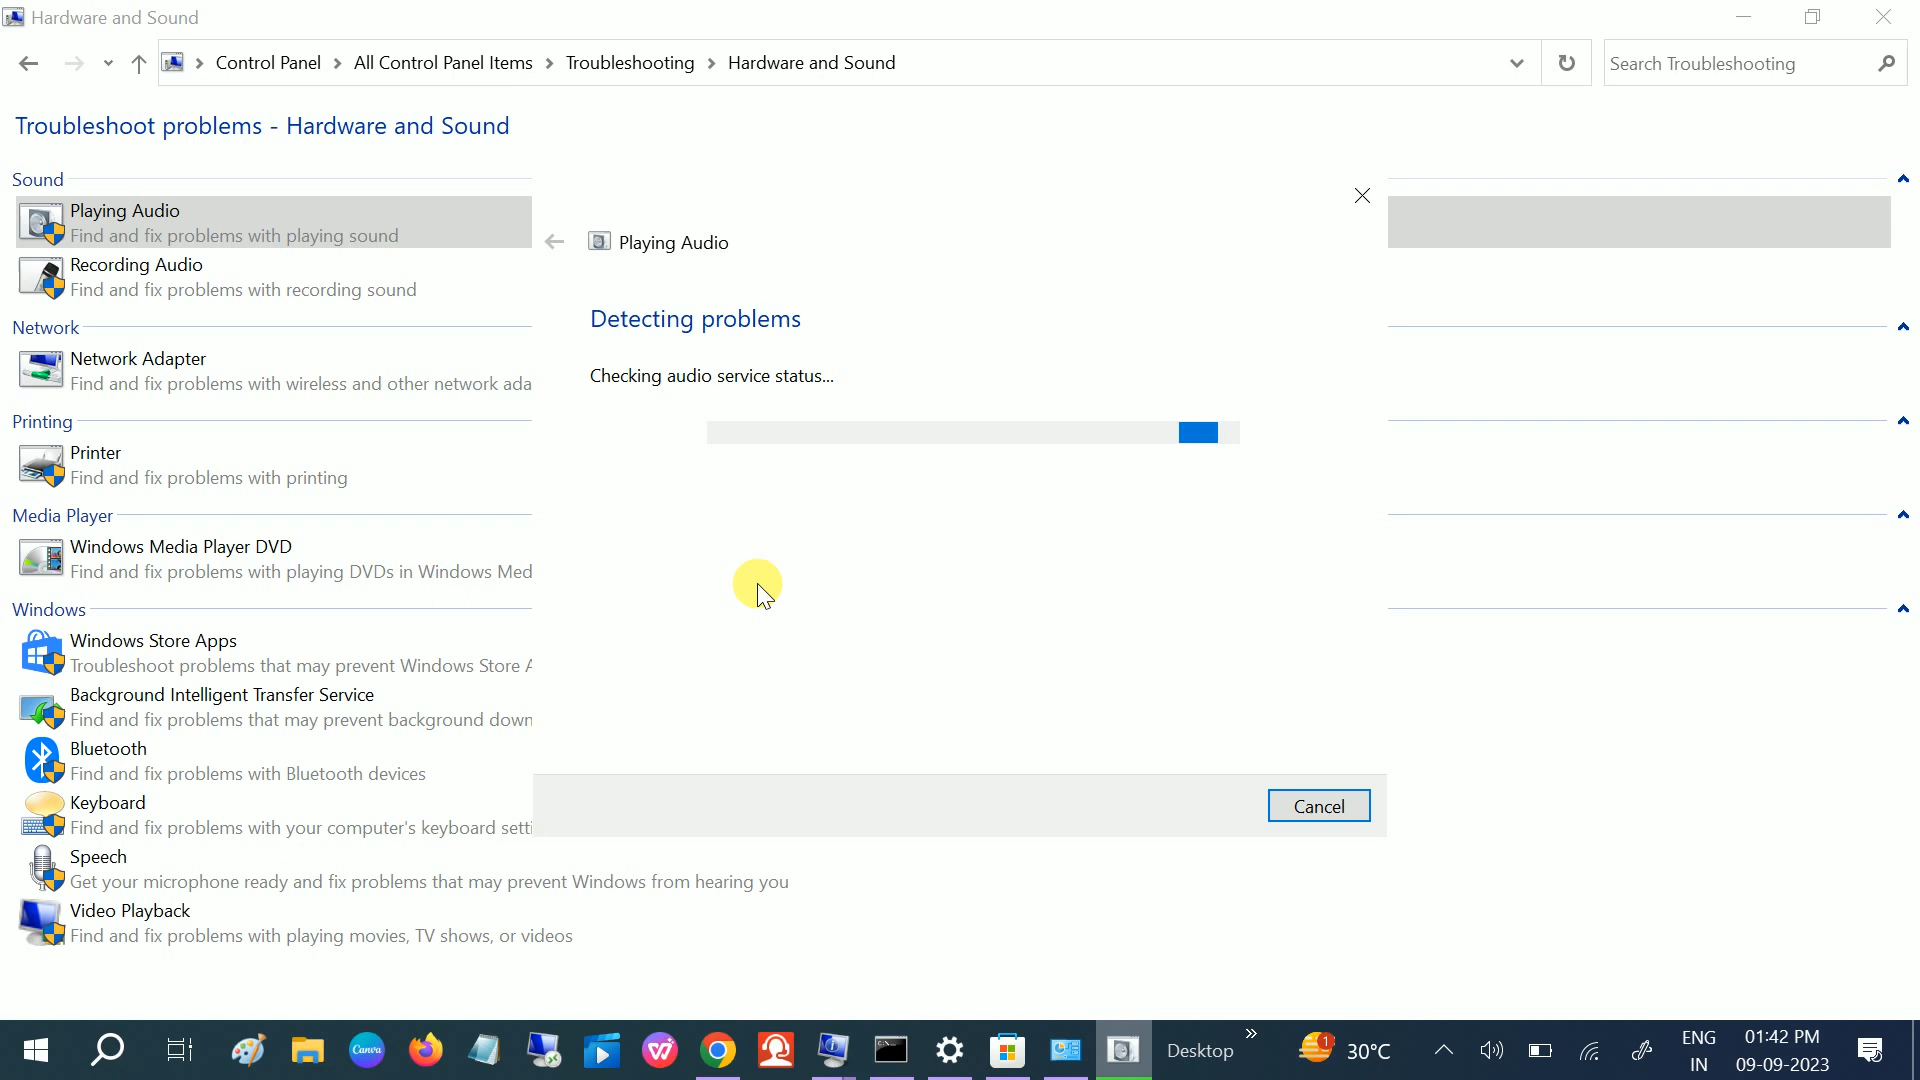 Hardware and Sound
Control Panel > All Control Panel Items > Troubleshooting > Hardware and Sound
Search Troubleshooting
Troubleshoot problems - Hardware and Sound
Sound
Playing Audio
Find and fix problems with playing sound
Recording Audio
Find and fix problems with recording sound
Network
Network Adapter
Find and fix problems with wireless and other network ada
Printing
Printer
Find and fix problems with printing
Media Player
Windows Media Player DVD
Find and fix problems with playing DVDs in Windows Med
Windows
Windows Store Apps
Troubleshoot problems that may prevent Windows Store A
Background Intelligent Transfer Service
Find and fix problems that may prevent background down
Bluetooth
Find and fix problems with Bluetooth devices
Keyboard
Find and fix problems with your computer's keyboard setti
Speech
Get your microphone ready and fix problems that may prevent Windows from hearing you
Video Playback
Find and fix problems with playing movies, TV shows, or videos
Playing Audio
Detecting problems
Checking audio service status...
Cancel
Canva
Desktop
1
30°C
ENG
IN
01:42 PM
09-09-2023